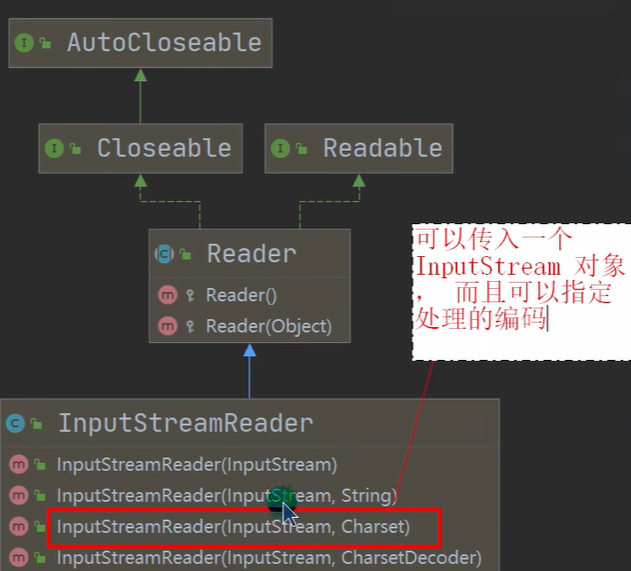 AutoCloseable
Closeable
Readable
Reader
Reader()
Reader(Object)
可以传入一个
InputStream 对象
， 而且可以指定
处理的编码
InputStreamReader
InputStreamReader(InputStream)
InputStreamReader(InputStream, String)
InputStreamReader(InputStream, Charset)
InputStreamReader(InputStream, CharsetDecoder)